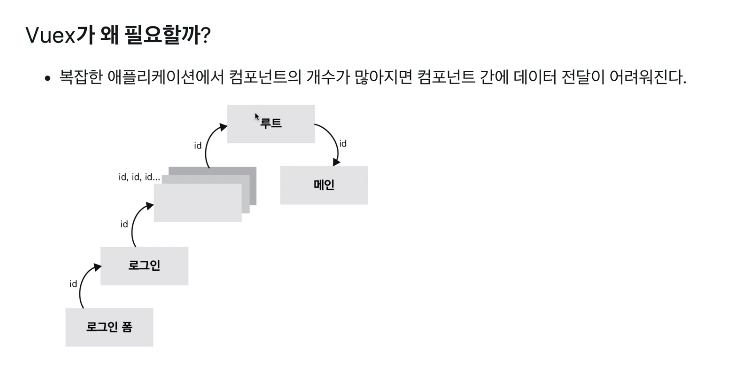 Vuex가 왜 필요할까?
• 복잡한 애플리케이션에서 컴포넌트의 개수가 많아지면 컴포넌트 간에 데이터 전달이 어려워진다.
루트
id
id
id, id, id...
메인
id
로그인
id
로그인 폼